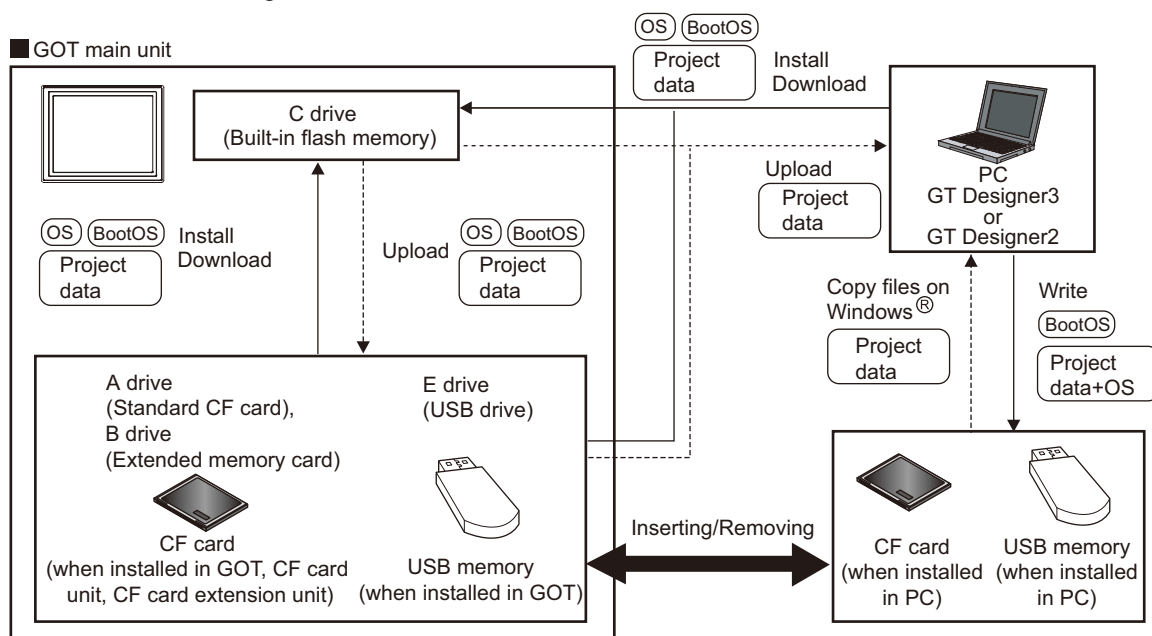 ■ GOT main unit
C drive
(Built-in flash memory)
OS BootOS
Project
data
Install
Download
Upload
OS BootOS
Project
data
A drive
(Standard CF card),
B drive
(Extended memory card)
CF card
(when installed in GOT, CF card
unit, CF card extension unit)
E drive
(USB drive)
USB memory
(when installed in GOT)
OS BootOS
Project
data
Install
Download
Upload
Project
data
PC
GT Designer3
or
GT Designer2
Copy files on
Windows®
Project
data
Write
BootOS
Project
data+OS
Inserting/Removing
CF card
(when installed
in PC)
USB memory
(when installed
in PC)